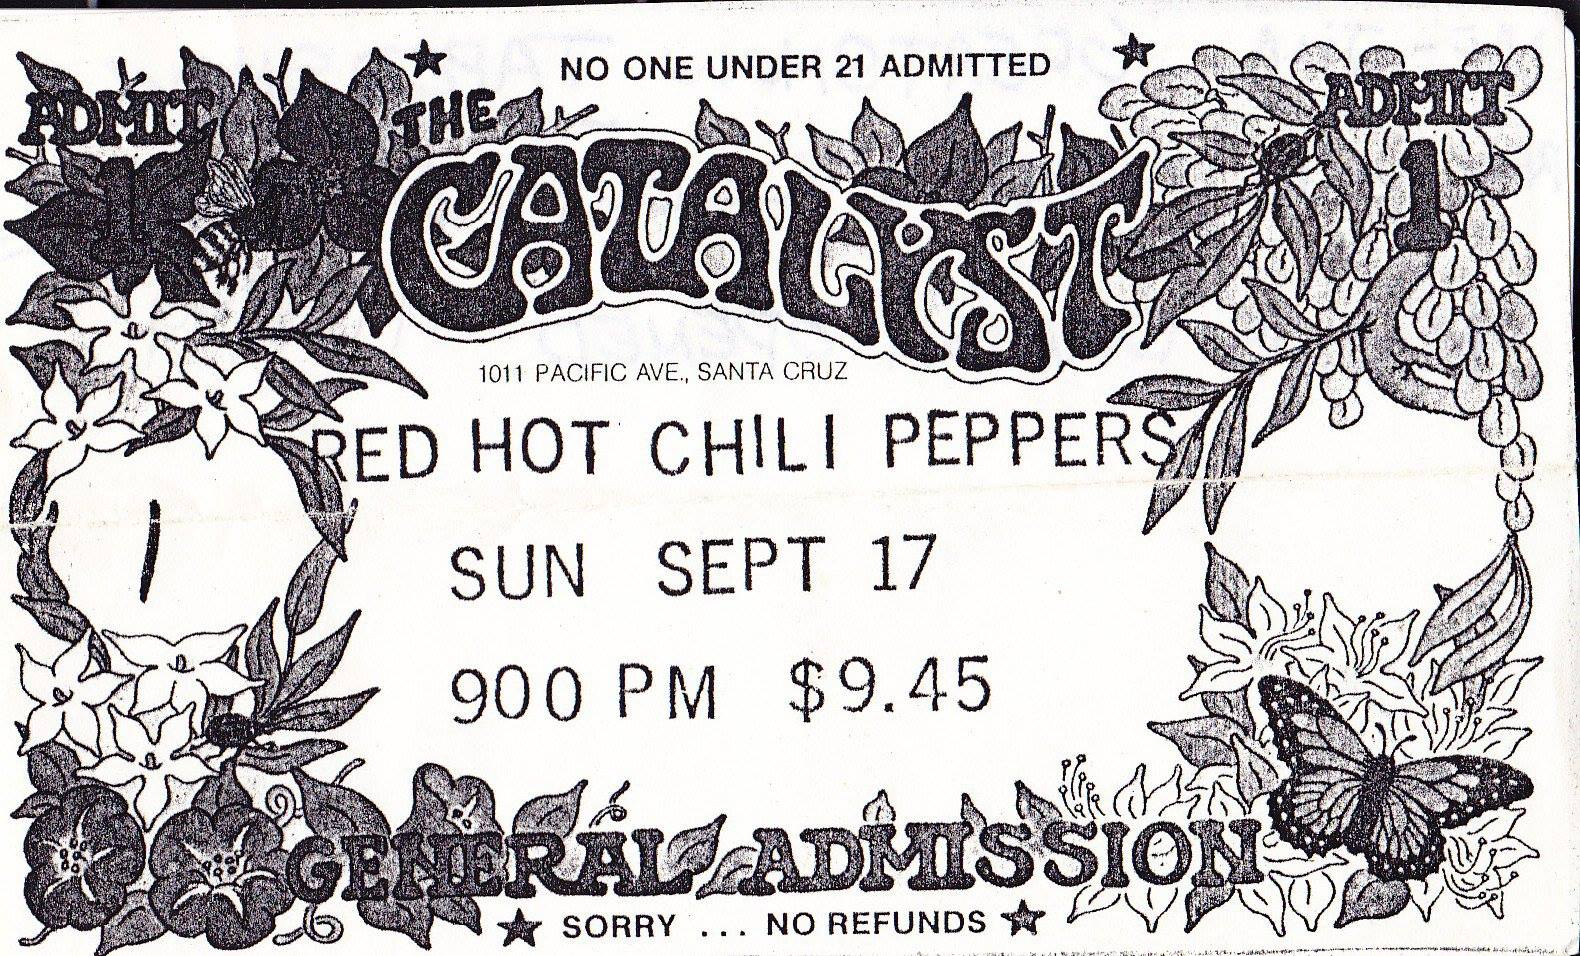 NO ONE UNDER 21 ADMITTED
ADMIT
1
ADMIT
1
THE
CATALYST
1011 PACIFIC AVE., SANTA CRUZ
RED HOT CHILI PEPPERS
1
SUN SEPT 17
900 PM $9.45
GENERAL ADMISSION
SORRY ... NO REFUNDS